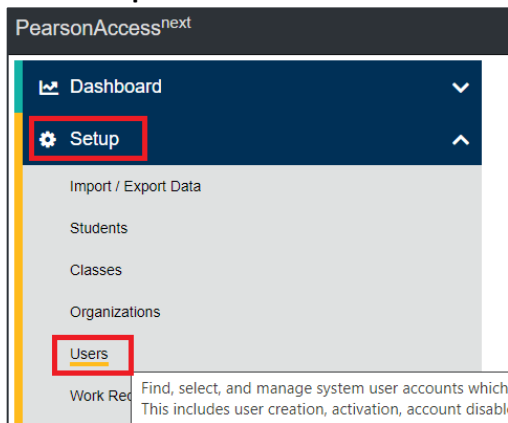 PearsonAccessnext
Dashboard
Setup
Import / Export Data
Students
Classes
Organizations
Users
Work
Find, select, and manage system user accounts which
This includes user creation, activation, account